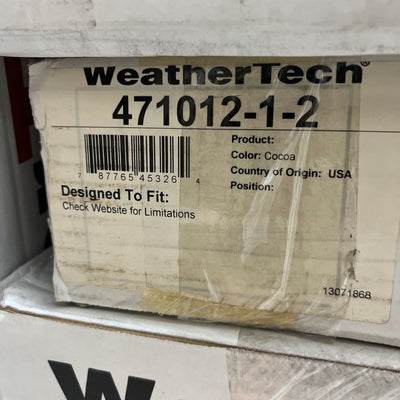 WeatherTech®
471012-1-2
7 87765 45326 4
Product:
Color: Cocoa
Country of Origin: USA
Position:
Designed To Fit:
Check Website for Limitations
13071868
W